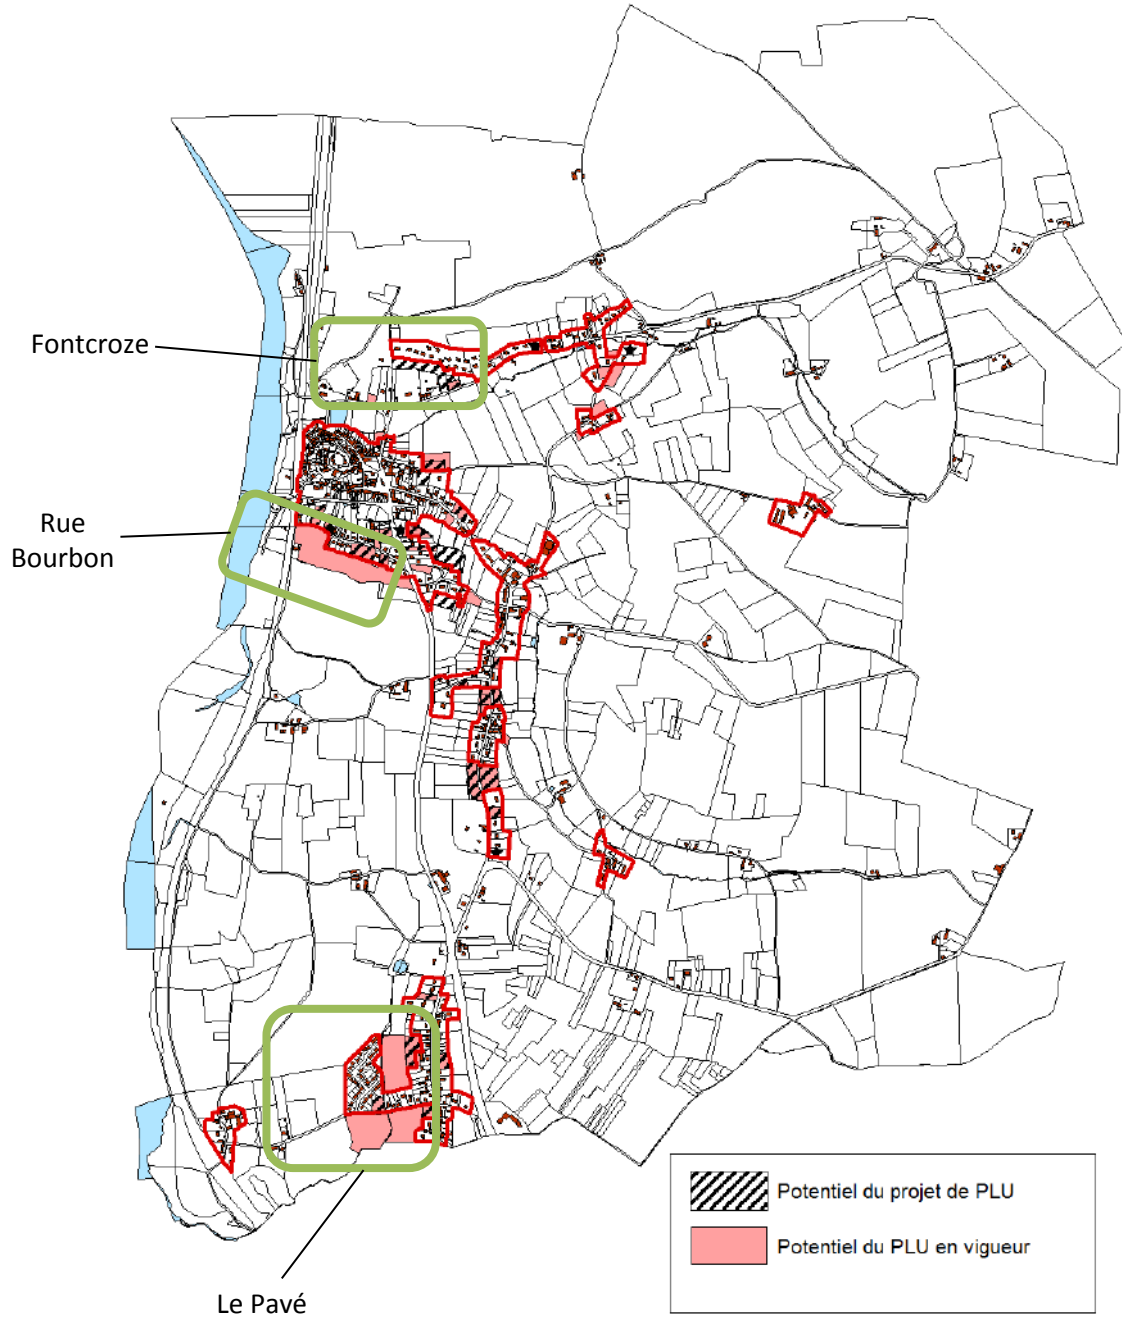 Fontcroze
Rue
Bourbon
Le Pavé
Potentiel du projet de PLU
Potentiel du PLU en vigueur